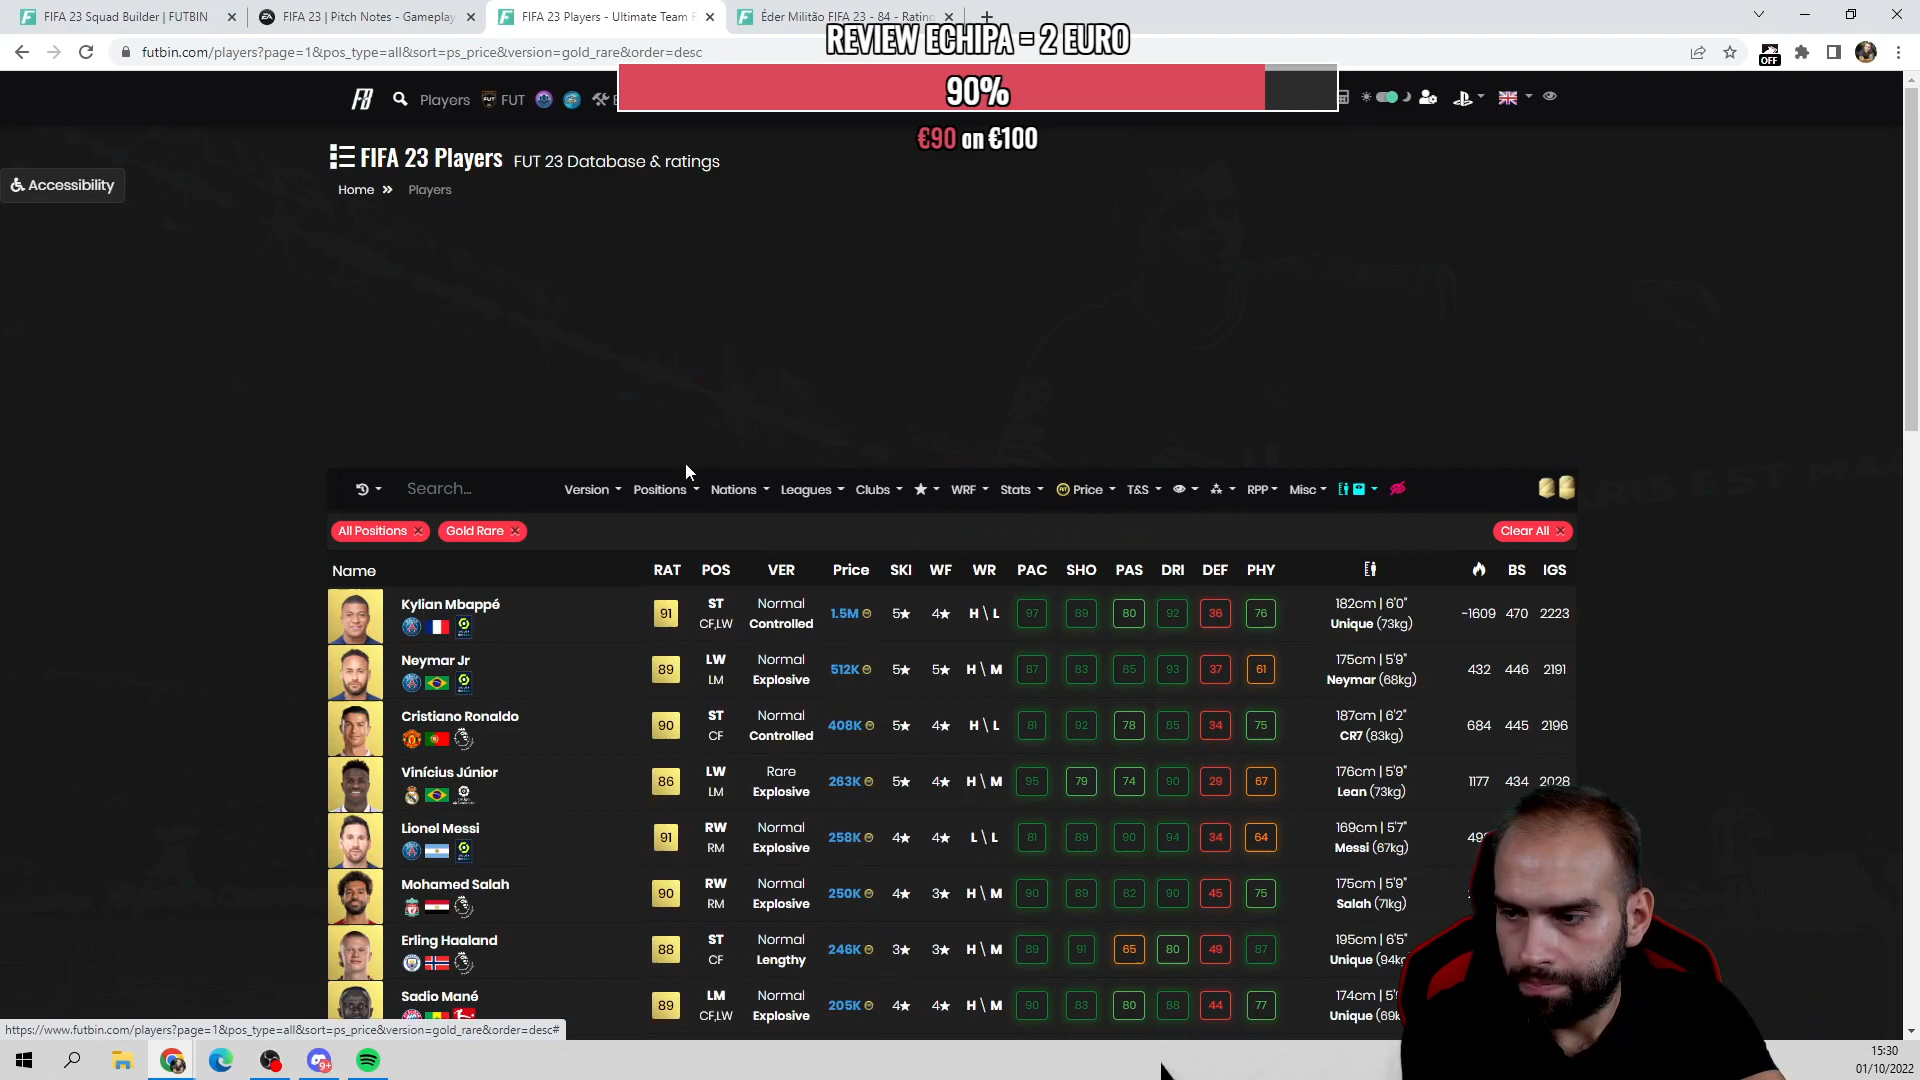 FIFA 23 Squad Builder | FUTBIN
FIFA 23 | Pitch Notes - Gameplay
FIFA 23 Players - Ultimate Team F
Éder Militão FIFA 23 - 84 - Rating
futbin.com/players?page=1&pos_type=all&sort=ps_price&version=gold_rare&order=desc
OFF
REVIEW ECHIPA = 2 EURO
90%
€90 on €100
Players
FUT
Accessibility
FIFA 23 Players FUT 23 Database & ratings
Home » Players
Search... Version Positions Nations Leagues Clubs WRF Stats Price T&S RPP Misc
All Positions Gold Rare Clear All
Name RAT POS VER Price SKI WF WR PAC SHO PAS DRI DEF PHY BS IGS
Kylian Mbappé 91 ST Normal 1.5M 5★ 4★ H \ L 97 89 80 92 36 76 182cm | 6'0" -1609 470 2223
CF,LW Controlled Unique (73kg)
Neymar Jr 89 LW Normal 512K 5★ 5★ H \ M 87 83 85 93 37 61 175cm | 5'9" 432 446 2191
LM Explosive Neymar (68kg)
Cristiano Ronaldo 90 ST Normal 408K 5★ 4★ H \ L 81 92 78 85 34 75 187cm | 6'2" 684 445 2196
CF Controlled CR7 (83kg)
Vinícius Júnior 86 LW Rare 263K 5★ 4★ H \ M 95 79 74 90 29 67 176cm | 5'9" 1177 434 2028
LM Explosive Lean (73kg)
Lionel Messi 91 RW Normal 258K 4★ 4★ L \ L 81 89 90 94 34 64 169cm | 5'7"
RM Explosive Messi (67kg)
Mohamed Salah 90 RW Normal 250K 4★ 3★ H \ M 90 89 82 90 45 75 175cm | 5'9"
RM Explosive Salah (71kg)
Erling Haaland 88 ST Normal 246K 3★ 3★ H \ M 89 91 65 80 49 87 195cm | 6'5"
CF Lengthy Unique (94kg
Sadio Mané 89 LM Normal 205K 4★ 4★ H \ M 90 83 80 88 44 77 174cm | 5'
CF,LW Explosive Unique (69k
https://www.futbin.com/players?page=1&pos_type=all&sort=ps_price&version=gold_rare&order=desc#
9+
15:30
01/10/2022